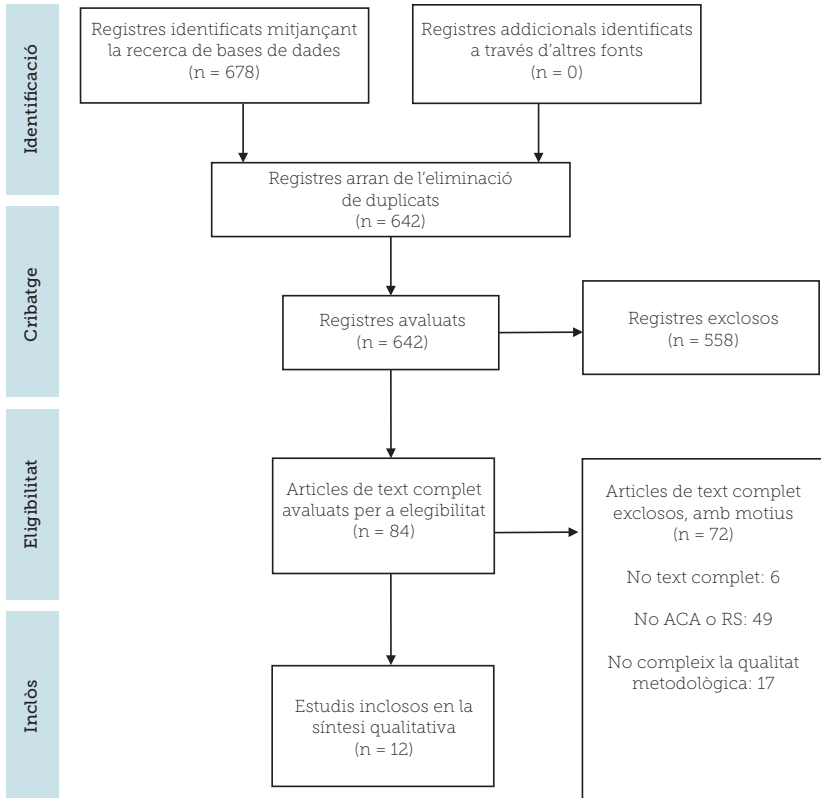 Identificació
Registres identificats mitjançant
la recerca de bases de dades
(n = 678)
Registres addicionals identificats
a través d'altres fonts
(n = 0)
Registres arran de l'eliminació
de duplicats
(n = 642)
Cribatge
Registres avaluats
(n = 642)
Registres exclosos
(n = 558)
Eligibilitat
Articles de text complet
avaluats per a elegibilitat
(n = 84)
Articles de text complet
exclosos, amb motius
(n = 72)
No text complet: 6
No ACA o RS: 49
No compleix la qualitat
metodològica: 17
Inclòs
Estudis inclosos en la
síntesi qualitativa
(n = 12)